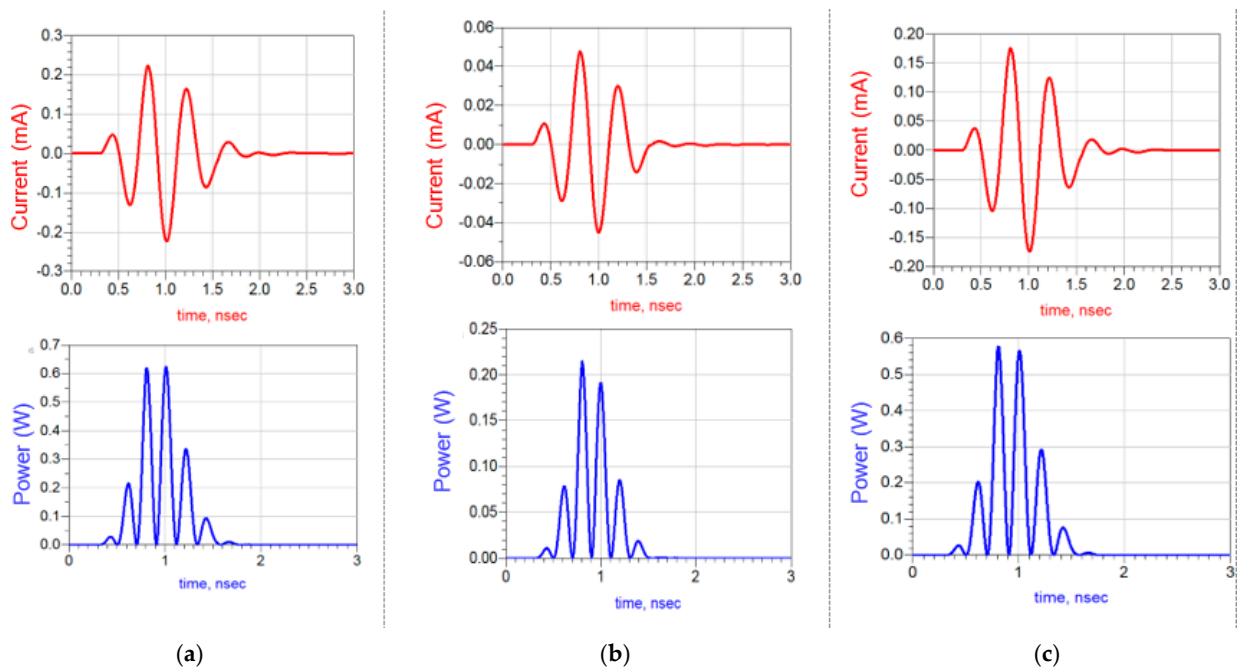 0.3
0.2
0.1
0.0
-0.1
-0.2
-0.3
Current (mA)
0.0 0.5 1.0 1.5 2.0 2.5 3.0
time, nsec
0.06
0.04
0.02
0.00
-0.02
-0.04
-0.06
Current (mA)
0.0 0.5 1.0 1.5 2.0 2.5 3.0
time, nsec
0.20
0.15
0.10
0.05
0.00
-0.05
-0.10
-0.15
-0.20
Current (mA)
0.0 0.5 1.0 1.5 2.0 2.5 3.0
time, nsec
0.7
0.6
0.5
0.4
0.3
0.2
0.1
0.0
Power (W)
0 1 2 3
time, nsec
0.25
0.20
0.15
0.10
0.05
0.00
Power (W)
0 1 2 3
time, nsec
0.6
0.5
0.4
0.3
0.2
0.1
0.0
Power (W)
0 1 2 3
time, nsec
(a) (b) (c)